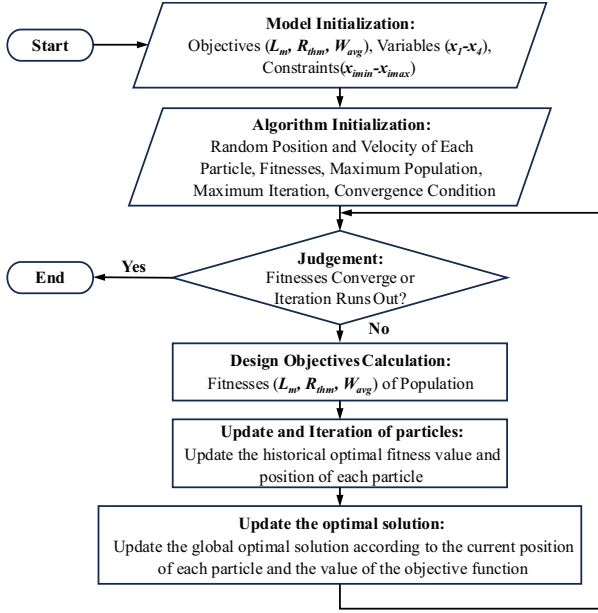 Start
Model Initialization:
Objectives (Lm, Rthm, Wavg), Variables (x1-x4),
Constraints(ximin-ximax)
Algorithm Initialization:
Random Position and Velocity of Each
Particle, Fitnesses, Maximum Population,
Maximum Iteration, Convergence Condition
Judgement:
Fitnesses Converge or
Iteration Runs Out?
Yes
End
No
Design Objectives Calculation:
Fitnesses (Lm, Rthm, Wavg) of Population
Update and Iteration of particles:
Update the historical optimal fitness value and
position of each particle
Update the optimal solution:
Update the global optimal solution according to the current position
of each particle and the value of the objective function